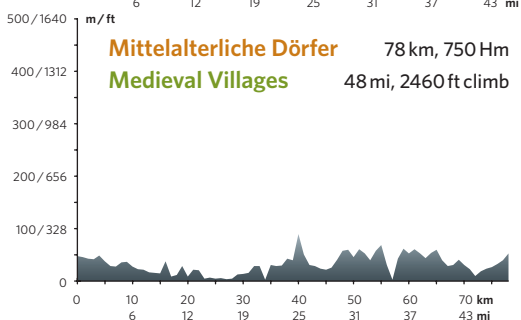 6 12 19 25 31 37 43 mi
500/1640 m/ft
Mittelalterliche Dörfer 78 km, 750 Hm
400/1312
Medieval Villages 48 mi, 2460 ft climb
300/984
200/656
100/328
0
0 10 20 30 40 50 60 70 km
6 12 19 25 31 37 43 mi